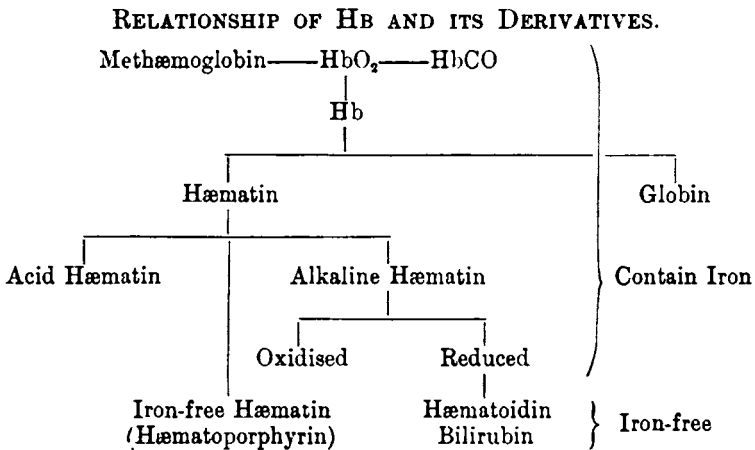 RELATIONSHIP OF HB AND ITS DERIVATIVES.
Methæmoglobin——HbO₂——HbCO
Hb
Hæmatin Globin
Acid Hæmatin Alkaline Hæmatin Contain Iron
Oxidised Reduced
Iron-free Hæmatin Hæmatoidin
Iron-free
(Hæmatoporphyrin) Bilirubin